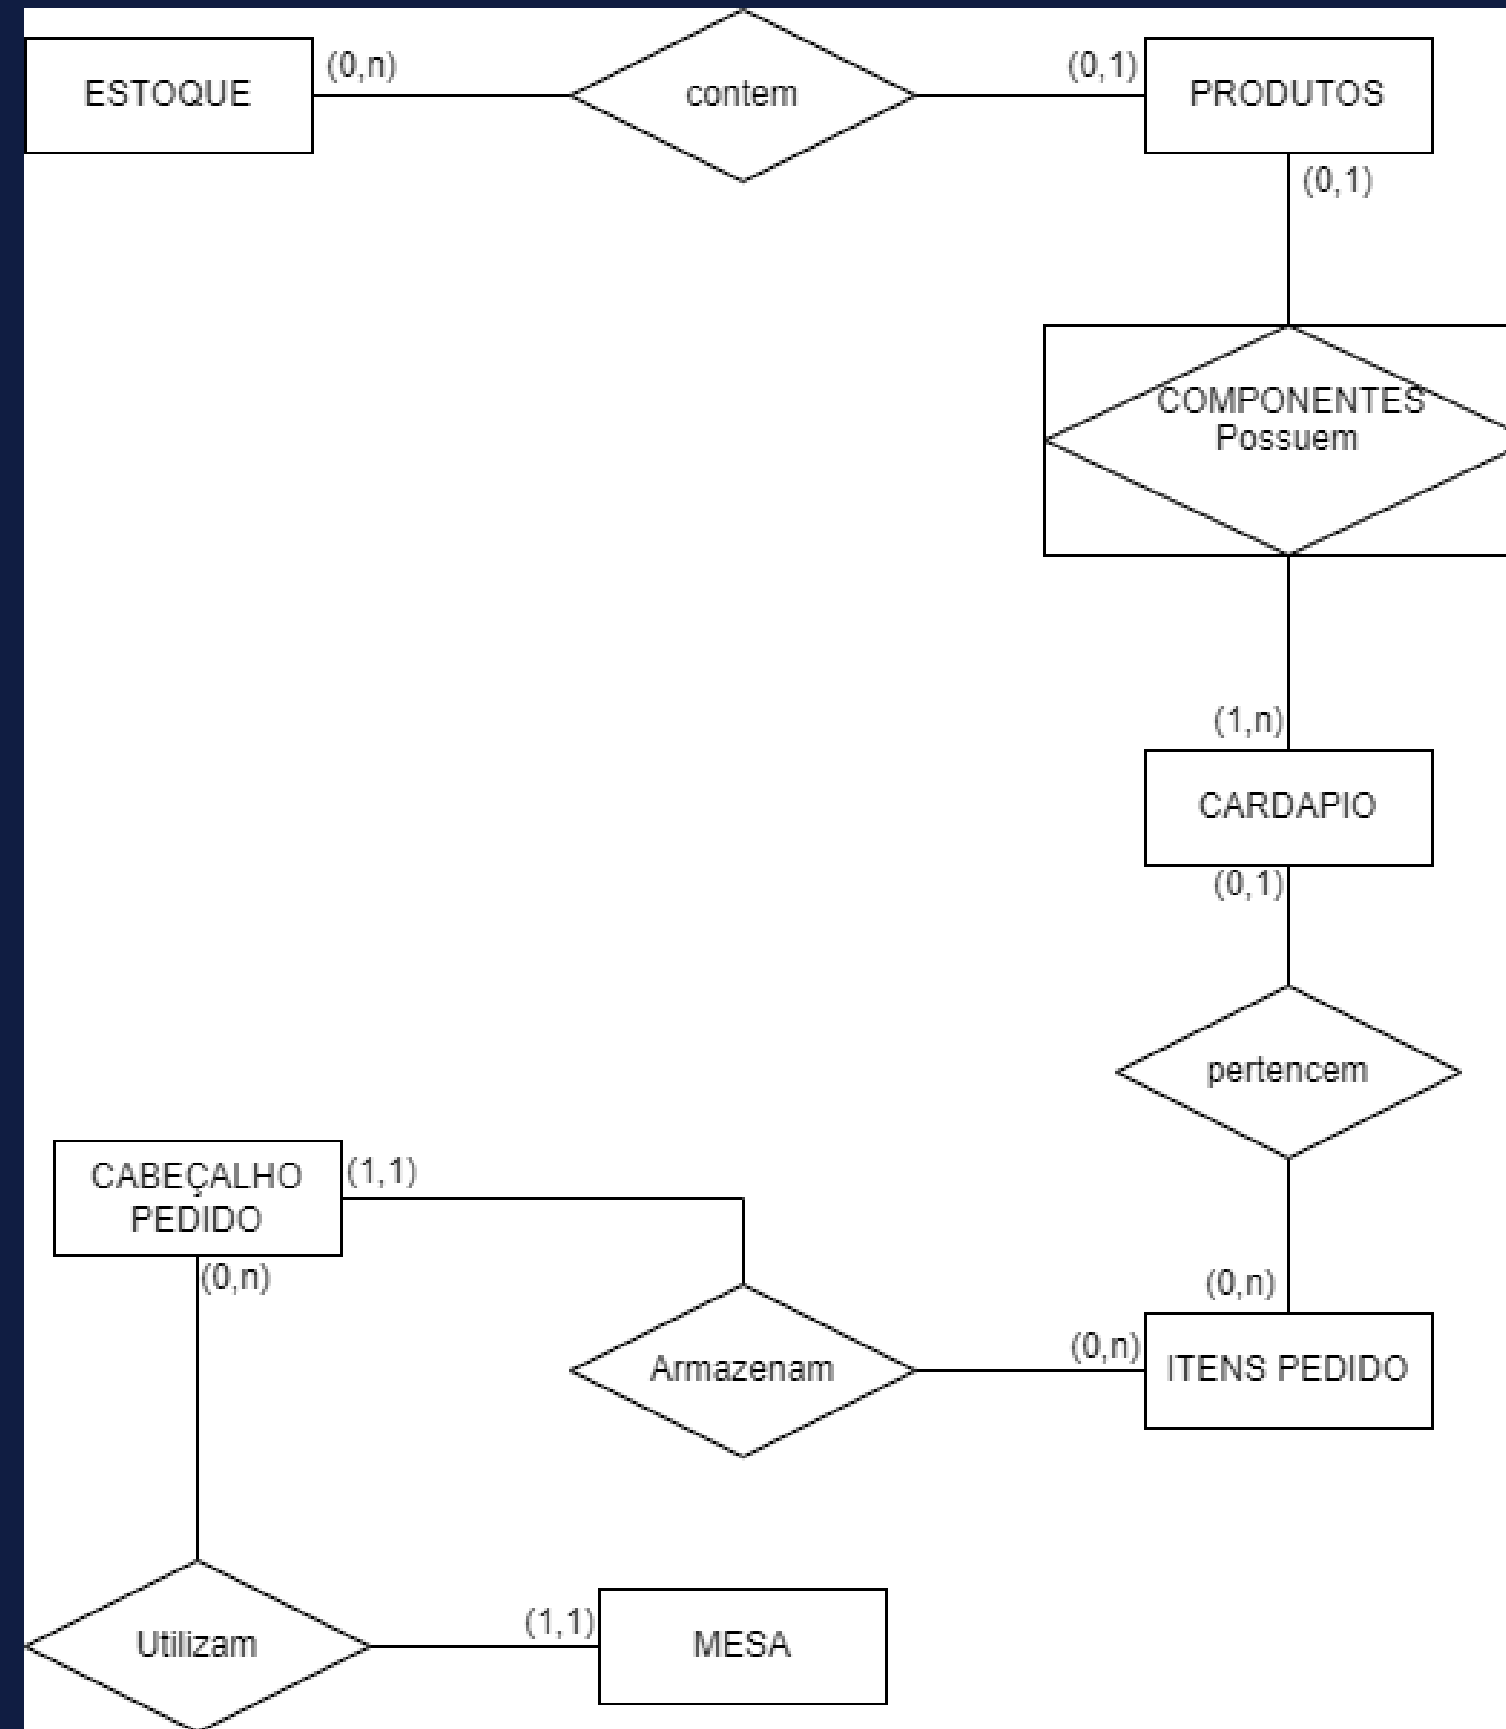 ESTOQUE
(0,n)
contem
(0,1)
PRODUTOS
(0,1)
COMPONENTES
Possuem
(1,n)
CARDAPIO
(0,1)
pertencem
CABEÇALHO
PEDIDO
(1,1)
(0,n)
(0,n)
Armazenam
(0,n)
ITENS PEDIDO
Utilizam
(1,1)
MESA